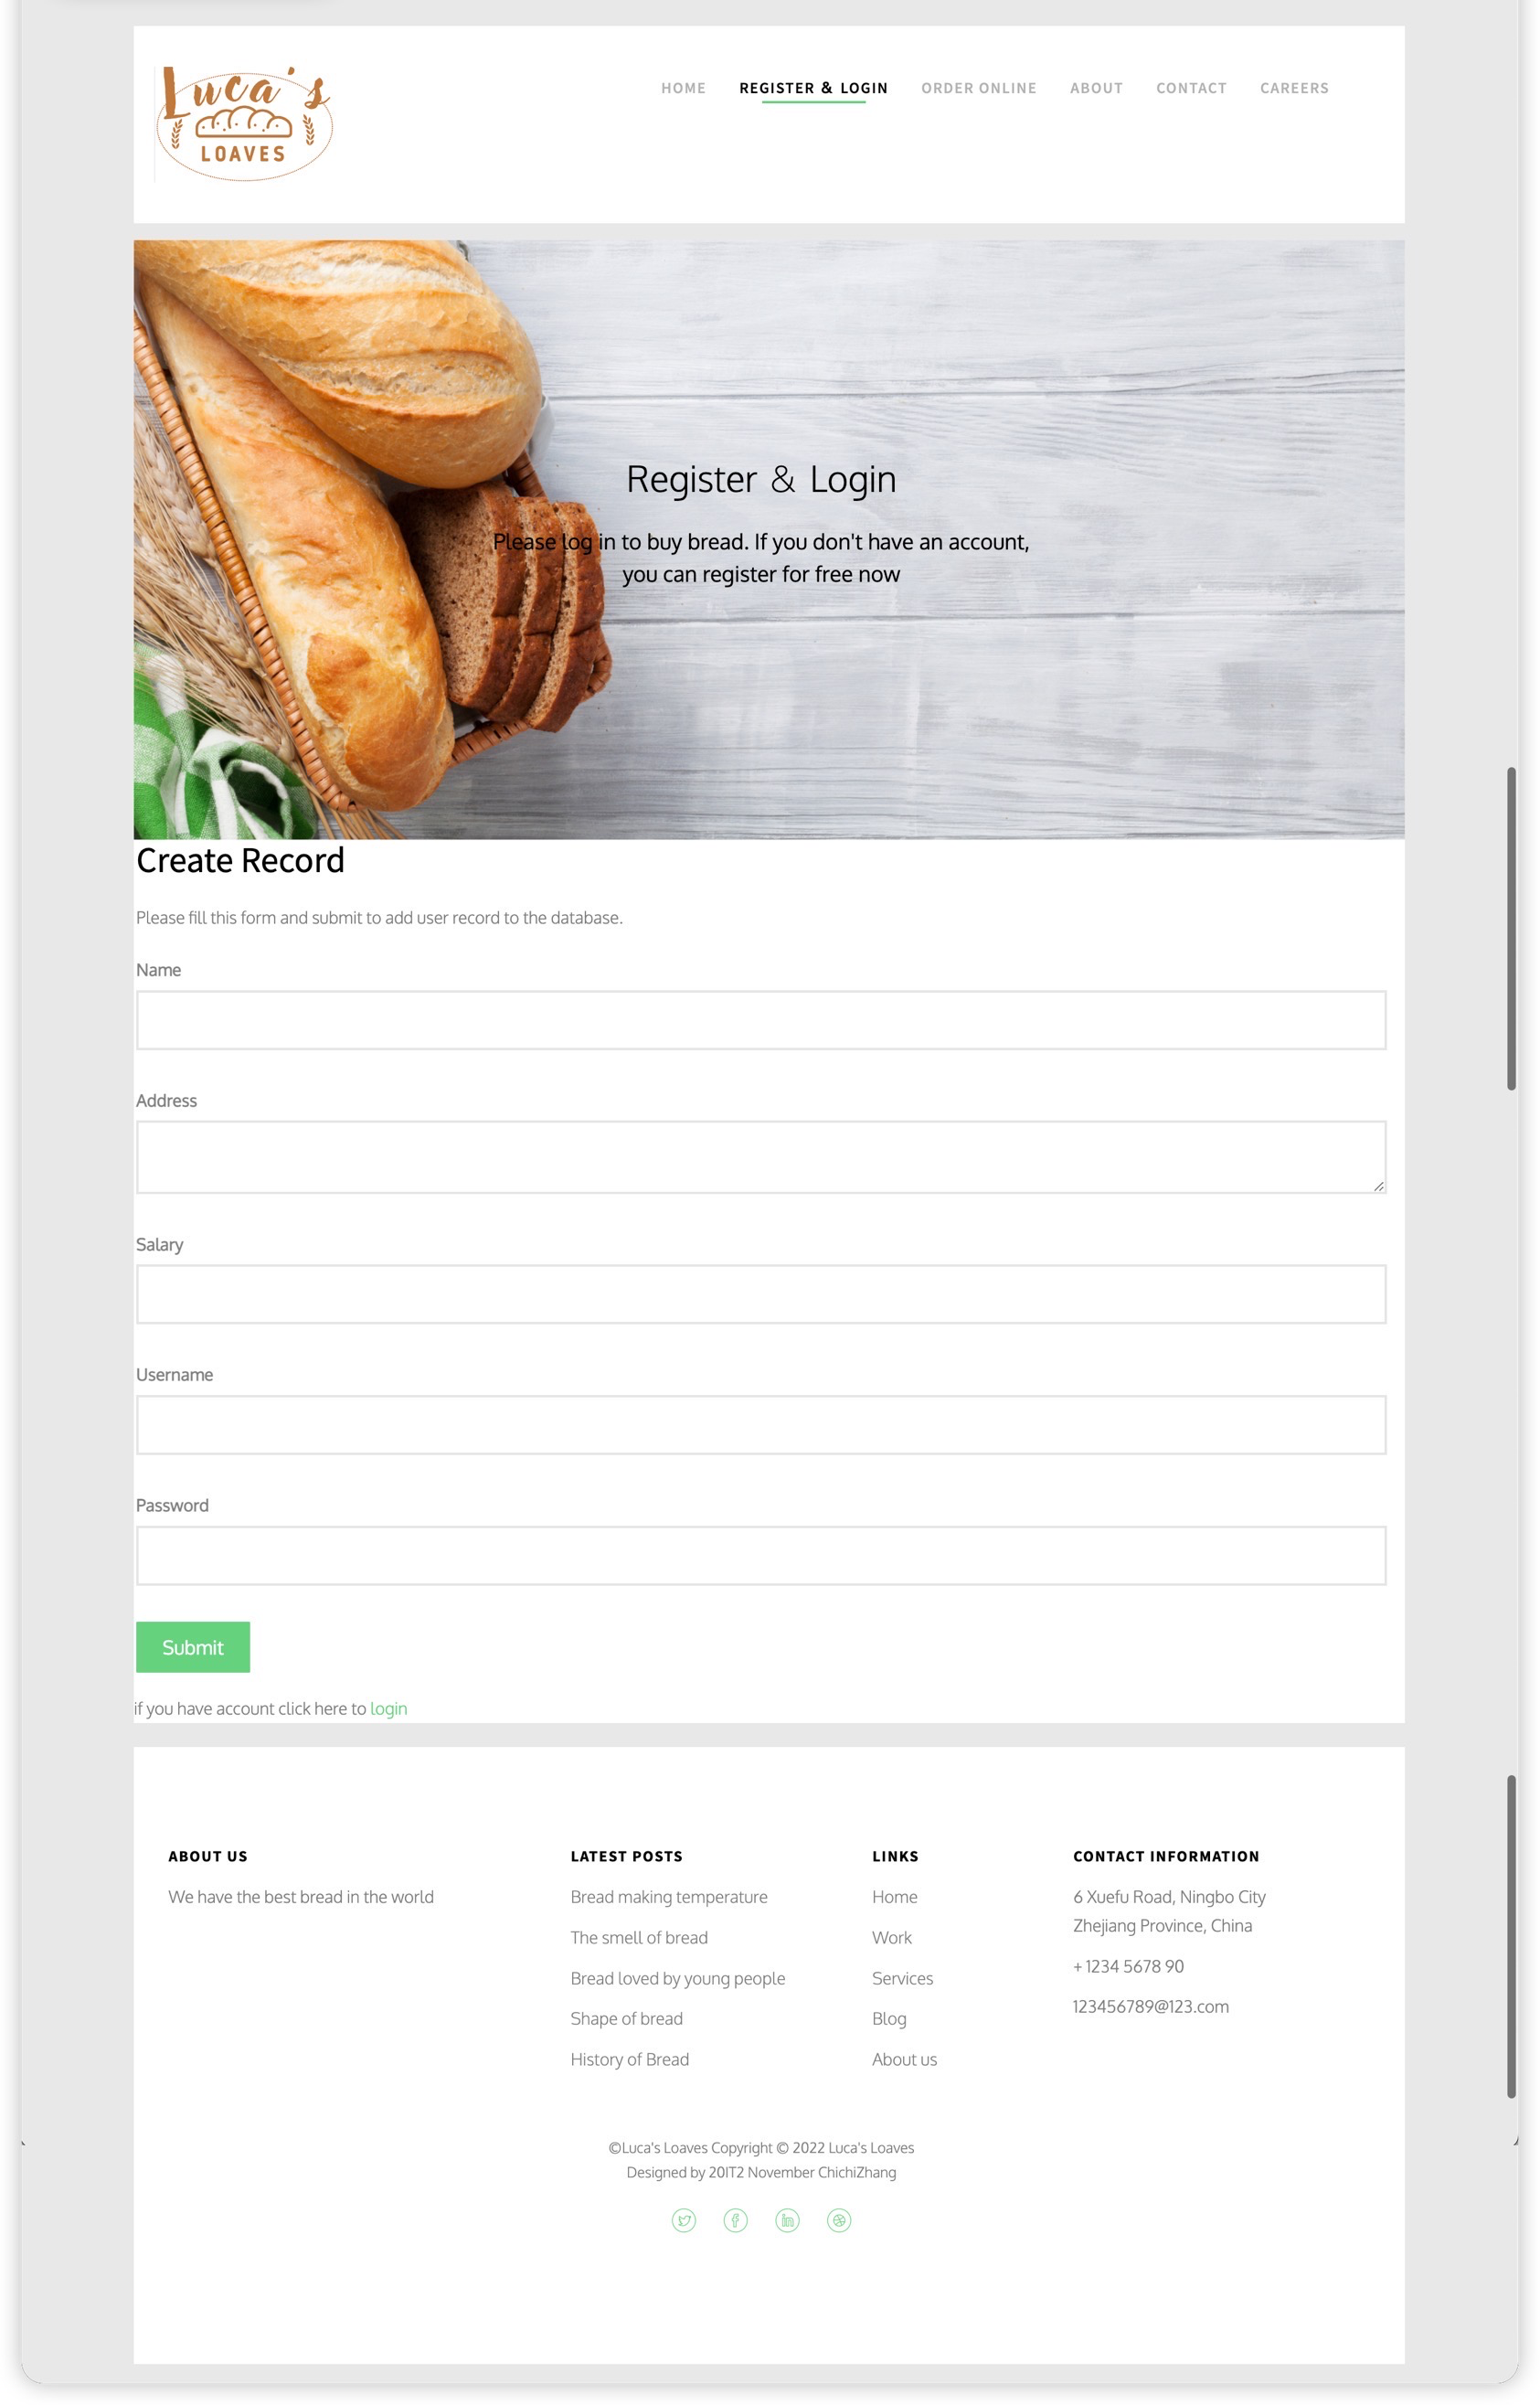 Luca's
LOAVES
HOME REGISTER & LOGIN ORDER ONLINE ABOUT CONTACT CAREERS
Register & Login
Please log in to buy bread. If you don't have an account,
you can register for free now
Create Record
Please fill this form and submit to add user record to the database.
Name
Address
Salary
Username
Password
Submit
if you have account click here to login
ABOUT US
We have the best bread in the world
LATEST POSTS
Bread making temperature
The smell of bread
Bread loved by young people
Shape of bread
History of Bread
LINKS
Home
Work
Services
Blog
About us
CONTACT INFORMATION
6 Xuefu Road, Ningbo City
Zhejiang Province, China
+ 1234 5678 90
123456789@123.com
©Luca's Loaves Copyright © 2022 Luca's Loaves
Designed by 20IT2 November ChichiZhang